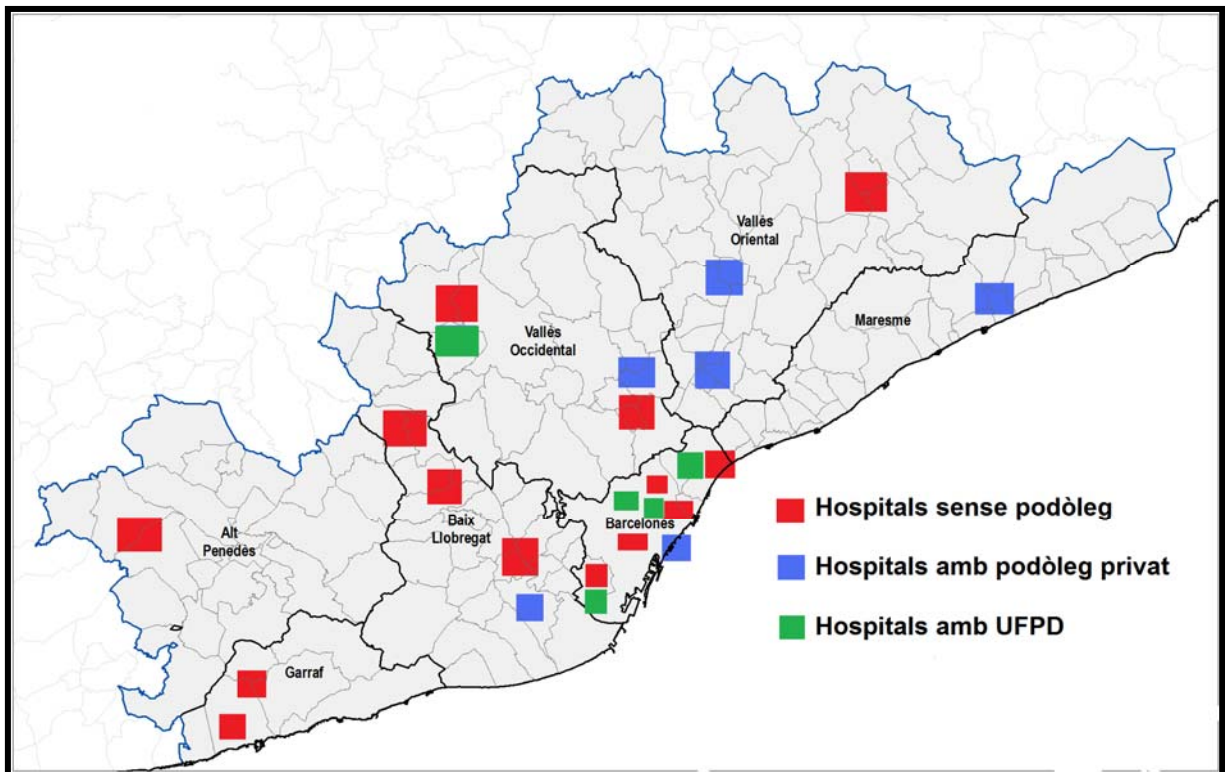 Vallès
Oriental
Maresme
Vallès
Occidental
Hospitals sense podòleg
Barcelonès
Baix
Llobregat
Alt
Penedès
Hospitals amb podòleg privat
Hospitals amb UFPD
Garraf